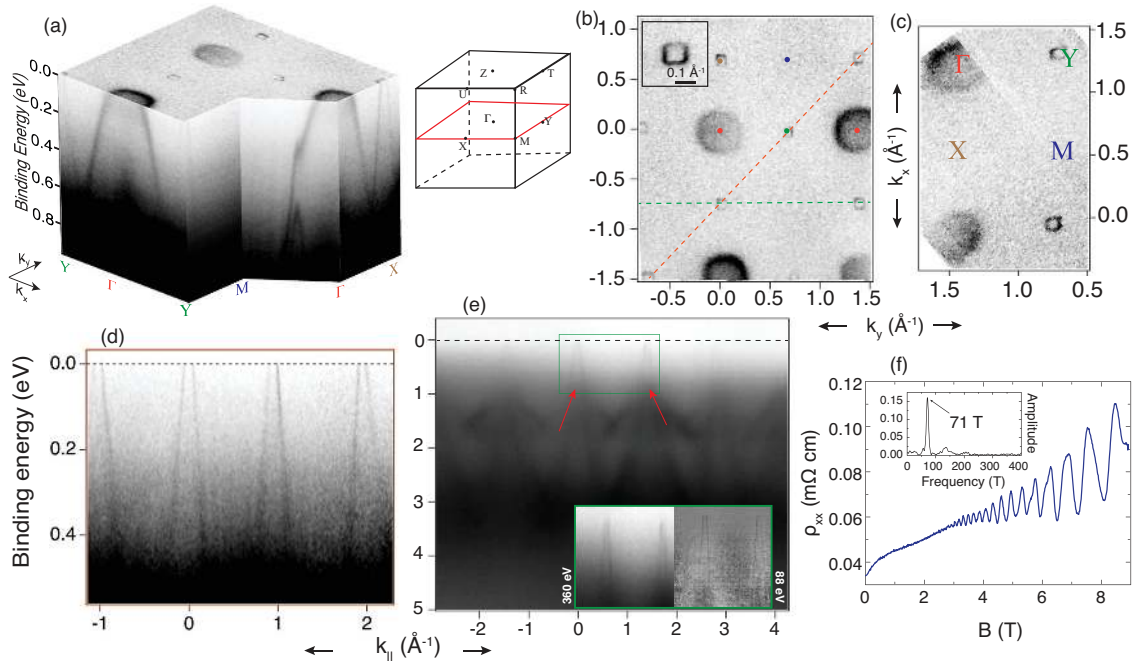 (a)
0.0
0.2
0.4
0.6
0.8
Binding Energy (eV)
k_y
k_x
Y
Γ
Y
M
Γ
X
Z
T
U
R
Γ
Y
X
M
(b)
1.0
0.5
0.0
-0.5
-1.0
-1.5
0.1 Å⁻¹
-0.5 0.0 0.5 1.0 1.5
k_y (Å⁻¹)
(c)
Γ
Y
X
M
k_x (Å⁻¹)
1.5
1.0
0.5
1.5
0.0
1.5 1.0 0.5
(d)
Binding energy (eV)
0.0
0.2
0.4
-1 0 1 2
k_|| (Å⁻¹)
(e)
0
1
2
3
4
5
360 eV
88 eV
-2 -1 0 1 2 3 4
(f)
ρxx (mΩ cm)
0.12
0.10
0.08
0.06
0.04
0.15
0.10
0.05
0.00
71 T
Amplitude
0 100 200 300 400
Frequency (T)
0 2 4 6 8
B (T)